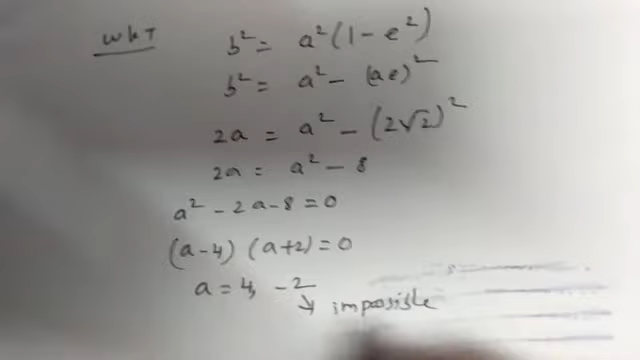 WKT b² = a²(1 - e²)
b² = a² - (ae)²
2a = a² - (2√2)²
2a = a² - 8
a² - 2a - 8 = 0
(a-4) (a+2) = 0
a = 4, -2
↳ impossible